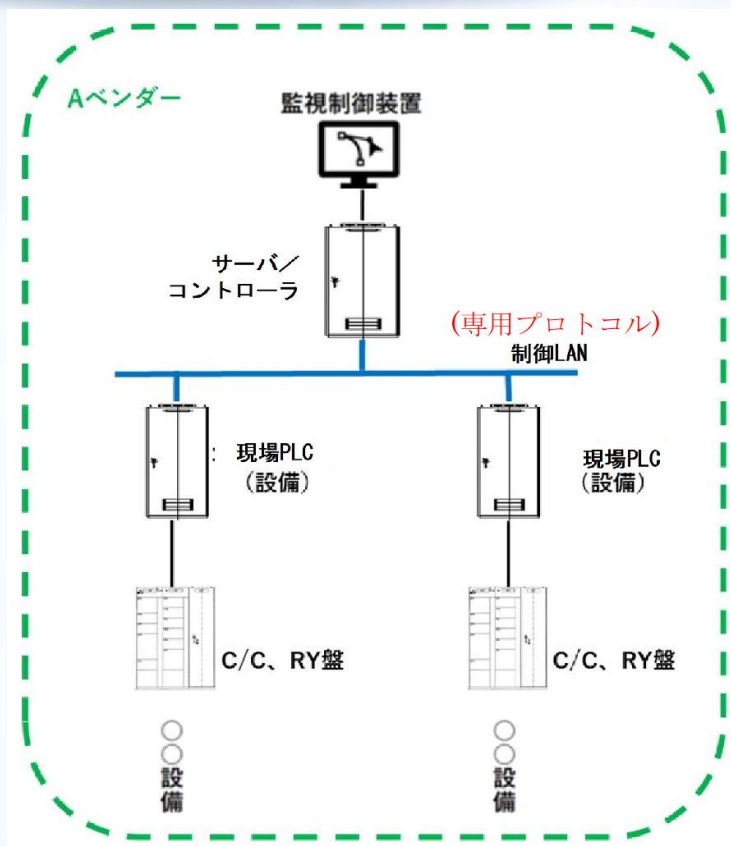 Aベンダー
監視制御装置
サーバ／
コントローラ
(専用プロトコル)
制御LAN
: 現場PLC
(設備)
現場PLC
(設備)
C/C、RY盤
C/C、RY盤
○○設備
○○設備